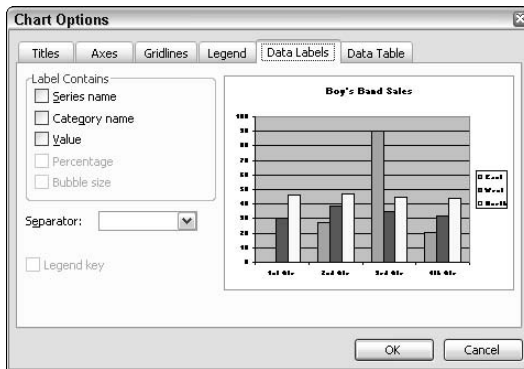 Chart Options
Titles Axes Gridlines Legend Data Labels Data Table
Label Contains
Series name
Category name
Value
Percentage
Bubble size
Separator:
Legend key
Boy's Band Sales
100
90
80
70
60
50
40
30
20
10
0
1st Qtr 2nd Qtr 3rd Qtr 4th Qtr
East
West
North
OK Cancel